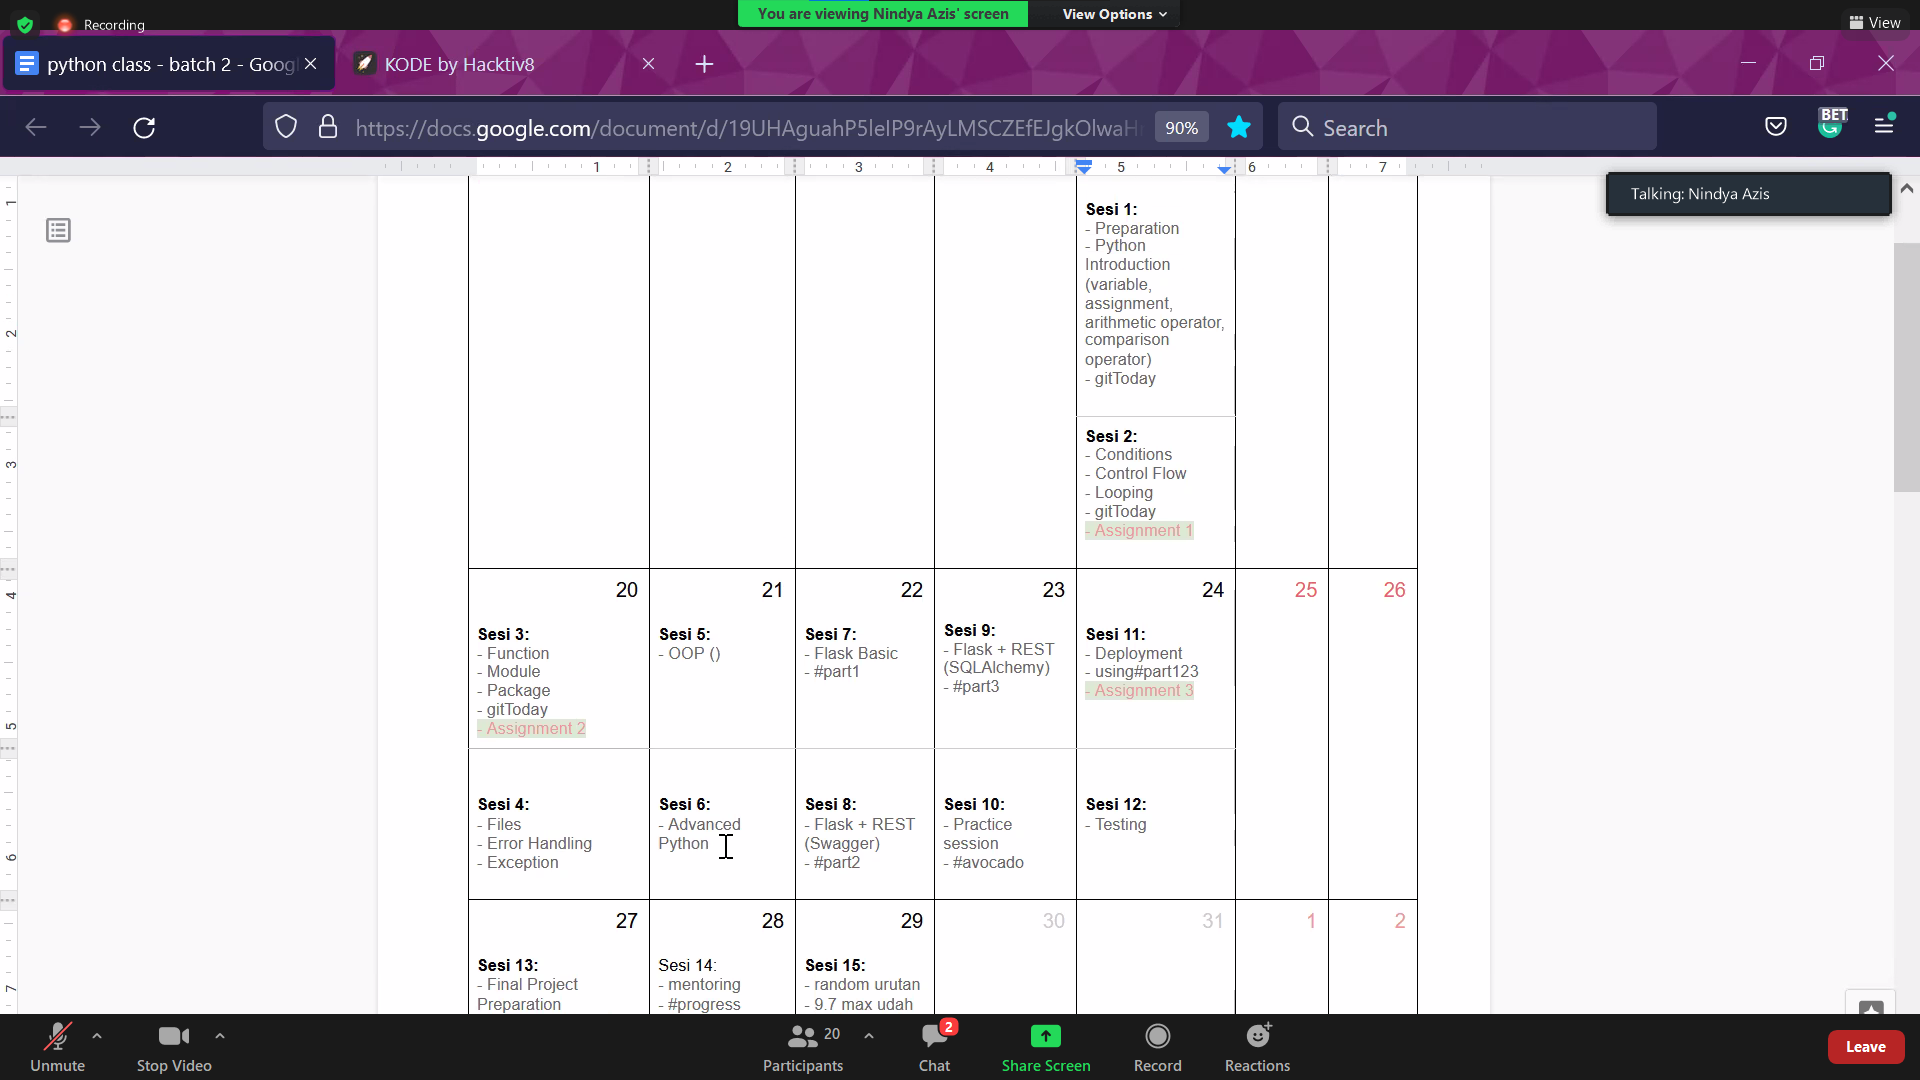 Recording
You are viewing Nindya Azis' screen
View Options
View
python class - batch 2 - Goog
KODE by Hacktiv8
https://docs.google.com/document/d/19UHAguahP5leIP9rAyLMSCZEfEJgkOlwaH
90%
Search
BET
1 2 3 4 5 6 7
Talking: Nindya Azis
Sesi 1:
- Preparation
- Python
Introduction
(variable,
assignment,
arithmetic operator,
comparison
operator)
- gitToday
Sesi 2:
- Conditions
- Control Flow
- Looping
- gitToday
- Assignment 1
20
Sesi 3:
- Function
- Module
- Package
- gitToday
- Assignment 2
21
Sesi 5:
- OOP ()
22
Sesi 7:
- Flask Basic
- #part1
23
Sesi 9:
- Flask + REST
(SQLAlchemy)
- #part3
24
Sesi 11:
- Deployment
- using#part123
- Assignment 3
25
26
Sesi 4:
- Files
- Error Handling
- Exception
Sesi 6:
- Advanced
Python
Sesi 8:
- Flask + REST
(Swagger)
- #part2
Sesi 10:
- Practice
session
- #avocado
Sesi 12:
- Testing
27
Sesi 13:
- Final Project
Preparation
28
Sesi 14:
- mentoring
- #progress
29
Sesi 15:
- random urutan
- 9.7 max udah
30
31
1
2
1
2
3
4
5
6
7
Unmute
Stop Video
20
Participants
2
Chat
Share Screen
Record
Reactions
Leave